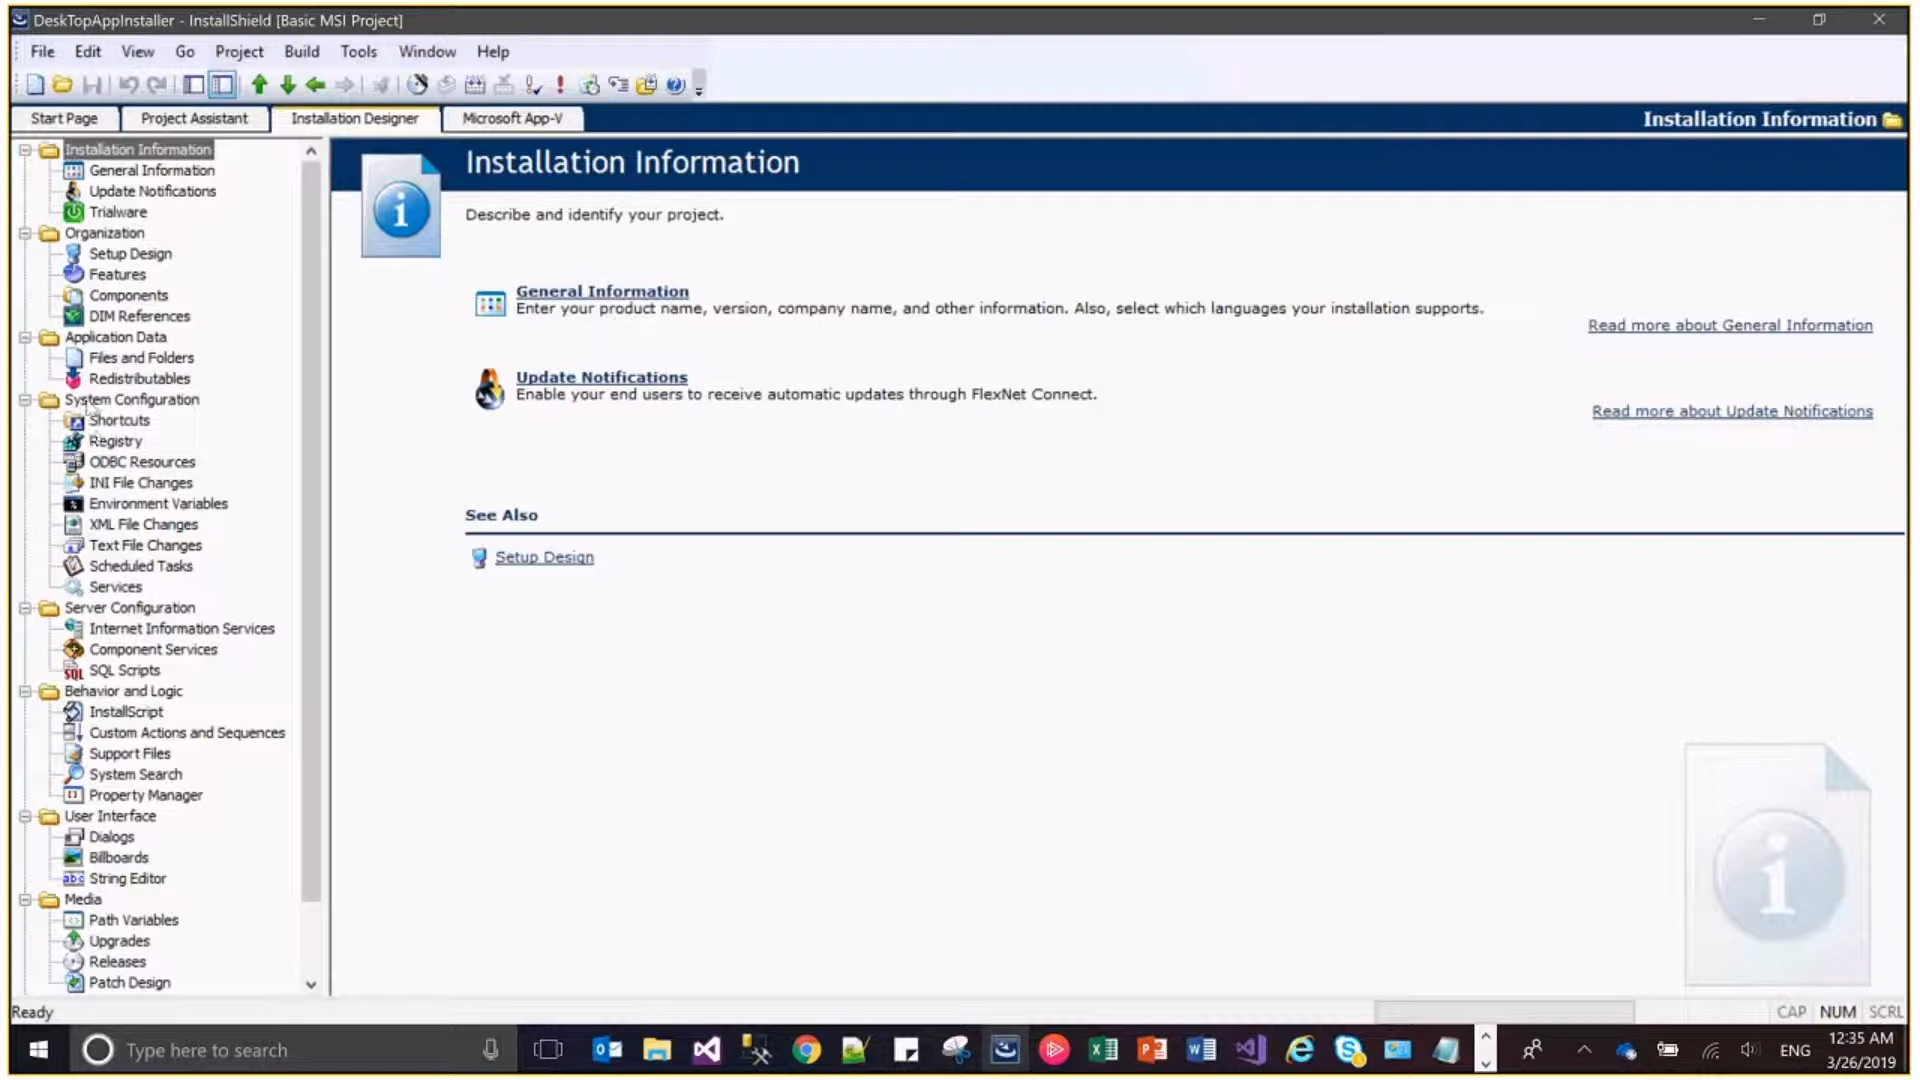 DeskTopAppInstaller - InstallShield [Basic MSI Project]
File Edit View Go Project Build Tools Window Help
Start Page Project Assistant Installation Designer Microsoft App-V Installation Information
Installation Information
General Information
Update Notifications
Trialware
Organization
Setup Design
Features
Components
DIM References
Application Data
Files and Folders
Redistributables
System Configuration
Shortcuts
Registry
ODBC Resources
INI File Changes
Environment Variables
XML File Changes
Text File Changes
Scheduled Tasks
Services
Server Configuration
Internet Information Services
Component Services
SQL Scripts
Behavior and Logic
InstallScript
Custom Actions and Sequences
Support Files
System Search
Property Manager
User Interface
Dialogs
Billboards
String Editor
Media
Path Variables
Upgrades
Releases
Patch Design
Installation Information
Describe and identify your project.
General Information
Enter your product name, version, company name, and other information. Also, select which languages your installation supports.
Read more about General Information
Update Notifications
Enable your end users to receive automatic updates through FlexNet Connect.
Read more about Update Notifications
See Also
Setup Design
Ready CAP NUM SCRL
Type here to search ENG 12:35 AM
3/26/2019